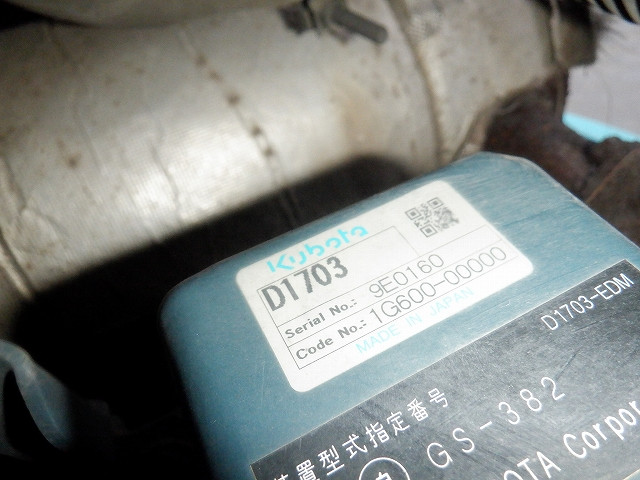 Kubota
D1703
Serial No.: 9E0160
Code No.: 1G600-00000
MADE IN JAPAN
D1703-EDM
置型式指定番号
GS-382
OTA Corpor